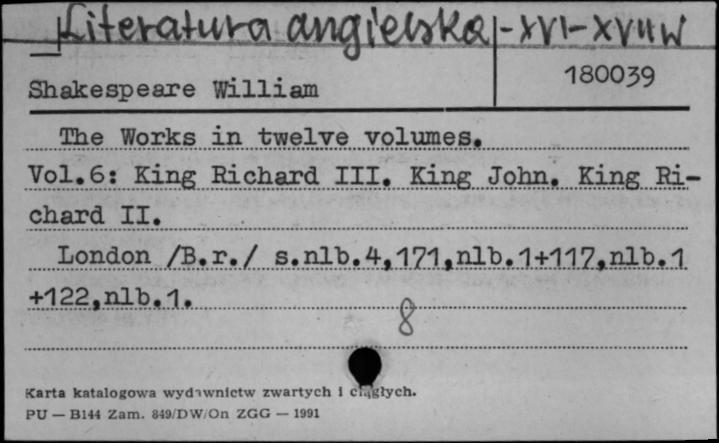 Literatura angielska - XVI-XVII w
180039
Shakespeare William
The Works in twelve volumes.
Vol.6: King Richard III. King John. King Ri-
chard II.
London /B.r./ s.nlb.4,171,nlb.1+117,nlb.1
+122,nlb.1.
8
Karta katalogowa wydawnictw zwartych i ciągłych.
PU — B144 Zam. 849/DW/On ZGG — 1991